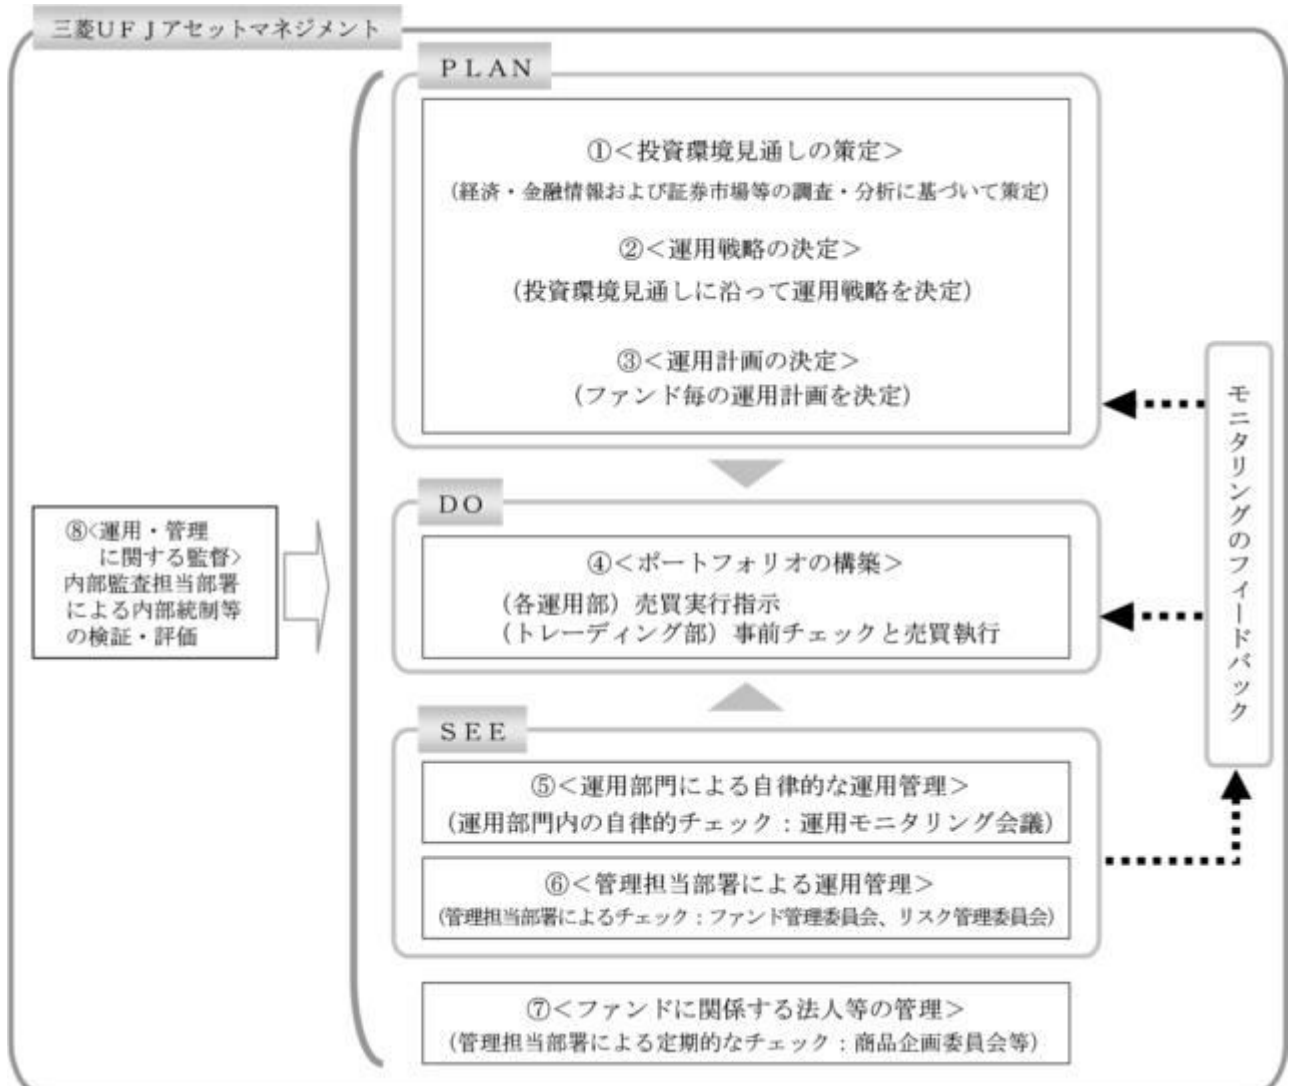 三菱ＵＦＪアセットマネジメント
ＰＬＡＮ
①＜投資環境見通しの策定＞
（経済・金融情報および証券市場等の調査・分析に基づいて策定）
②＜運用戦略の決定＞
（投資環境見通しに沿って運用戦略を決定）
③＜運用計画の決定＞
（ファンド毎の運用計画を決定）
ＤＯ
④＜ポートフォリオの構築＞
（各運用部）売買実行指示
（トレーディング部）事前チェックと売買執行
ＳＥＥ
⑤＜運用部門による自律的な運用管理＞
（運用部門内の自律的チェック：運用モニタリング会議）
⑥＜管理担当部署による運用管理＞
（管理担当部署によるチェック：ファンド管理委員会、リスク管理委員会）
⑦＜ファンドに関係する法人等の管理＞
（管理担当部署による定期的なチェック：商品企画委員会等）
⑧＜運用・管理
に関する監督＞
内部監査担当部署
による内部統制等
の検証・評価
モニタリングのフィードバック